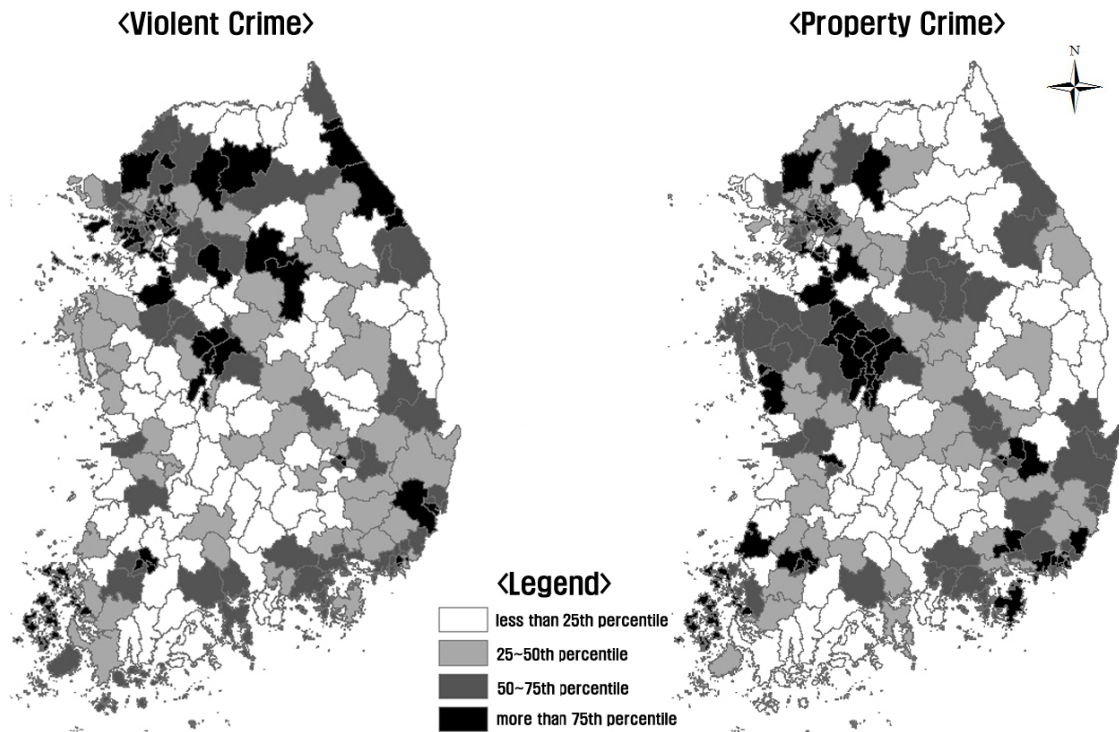 <Violent Crime>
<Property Crime>
N
<Legend>
less than 25th percentile
25~50th percentile
50~75th percentile
more than 75th percentile